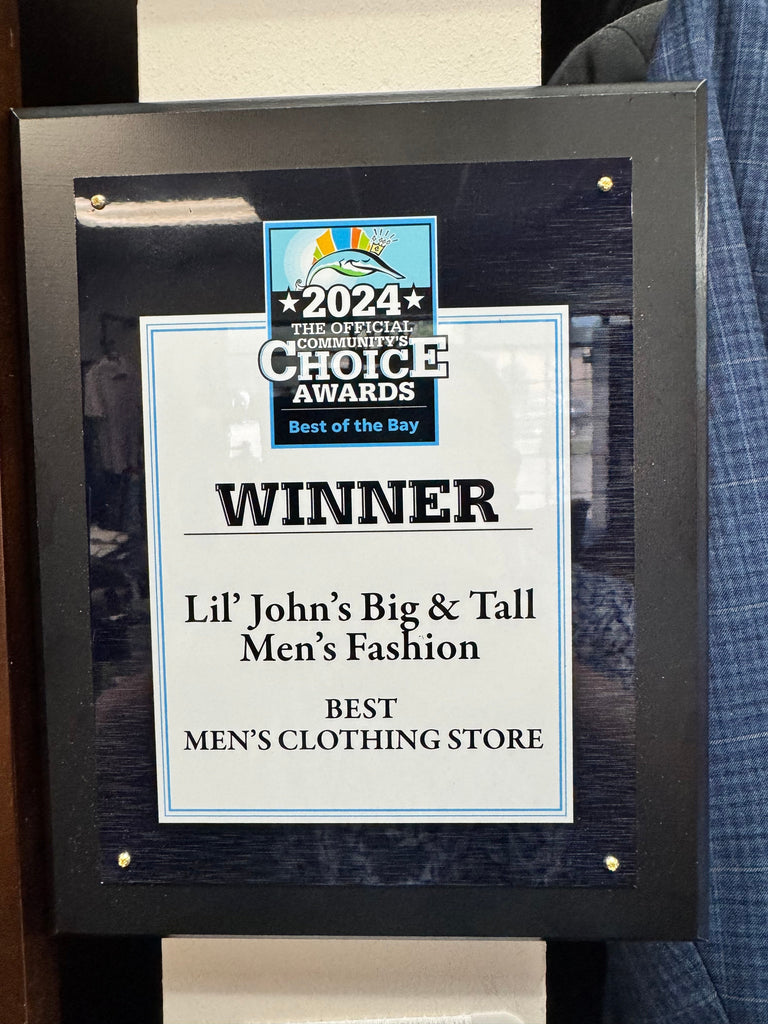 ★2024★
THE OFFICIAL
COMMUNITY'S
CHOICE
AWARDS
Best of the Bay
WINNER
Lil' John's Big & Tall
Men's Fashion
BEST
MEN'S CLOTHING STORE